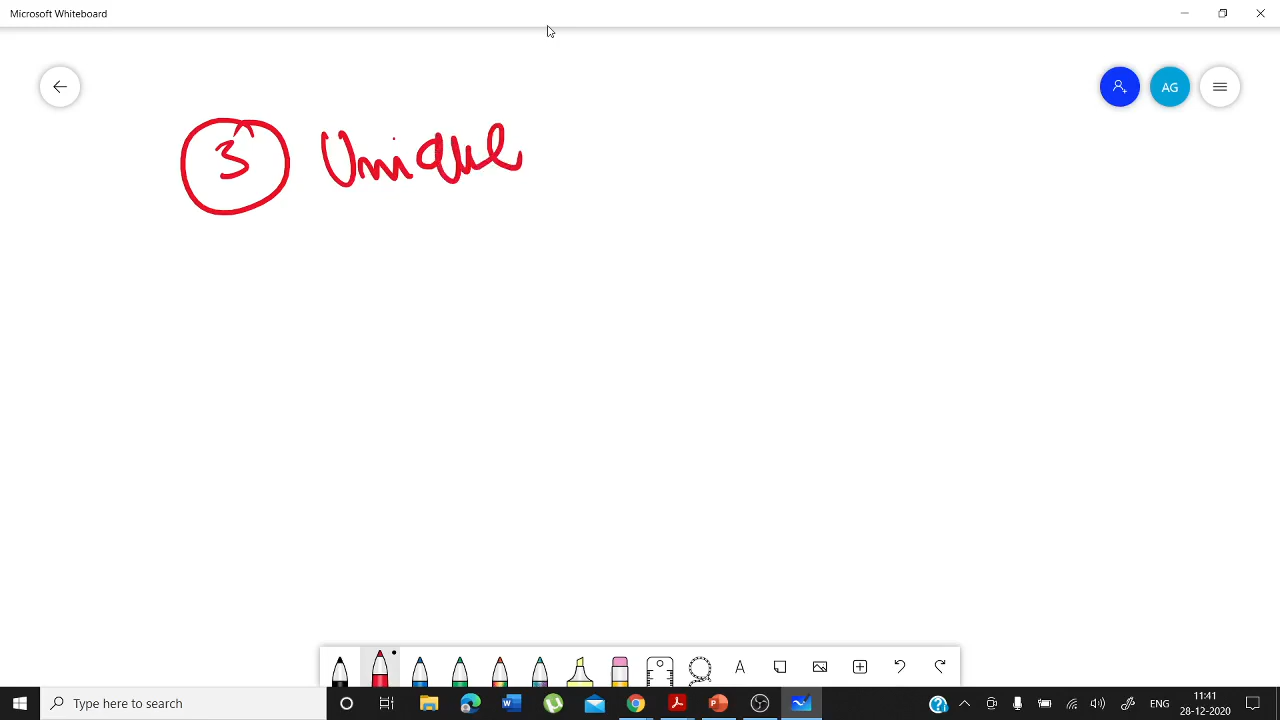 Microsoft Whiteboard
AG
3 Unique
A
Type here to search
ENG
11:41
28-12-2020